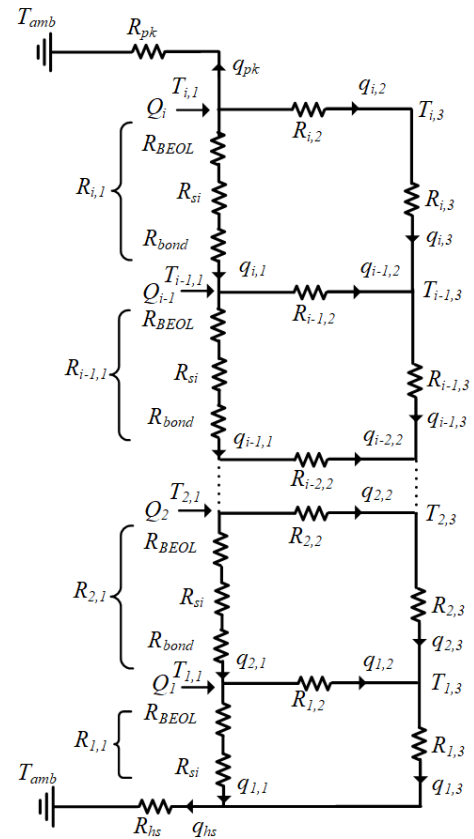 T_amb
R_pk
q_pk
T_i,1
Q_i
q_i,2
T_i,3
R_i,2
R_BEOL
R_i,1
R_si
R_i,3
R_bond
q_i,3
q_i,1
T_i-1,1
q_i-1,2
T_i-1,3
Q_i-1
R_i-1,2
R_BEOL
R_i-1,1
R_si
R_i-1,3
R_bond
q_i-1,3
q_i-1,1
q_i-2,2
R_i-2,2
T_2,1
q_2,2
Q_2
T_2,3
R_2,2
R_BEOL
R_2,1
R_si
R_2,3
R_bond
q_2,3
T_1,1
q_2,1
q_1,2
T_1,3
Q_1
R_1,2
R_BEOL
R_1,1
R_1,3
R_si
T_amb
q_1,1
q_1,3
R_hs
q_hs